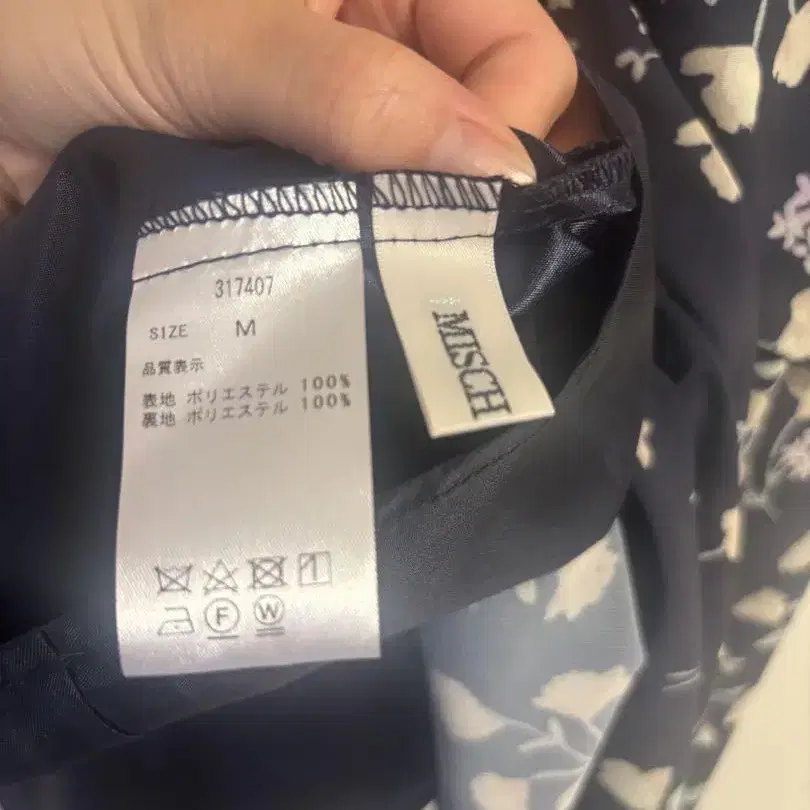 317407
SIZE M
品質表示
表地 ポリエステル 100%
裏地 ポリエステル 100%
F W
MISCH